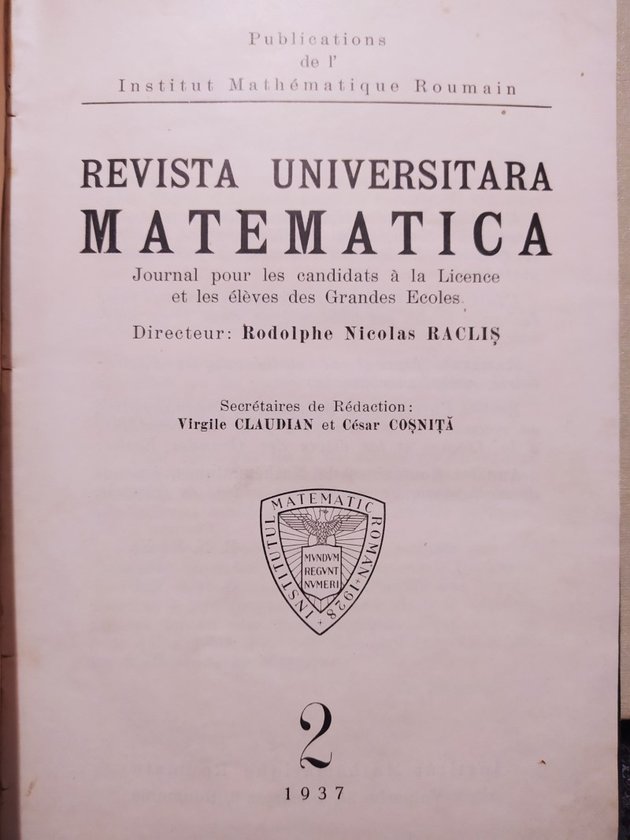 Publications
de l'
Institut Mathématique Roumain
REVISTA UNIVERSITARA
MATEMATICA
Journal pour les candidats à la Licence
et les élèves des Grandes Ecoles
Directeur: Rodolphe Nicolas RACLIȘ
Secrétaires de Rédaction:
Virgile CLAUDIAN et César COȘNIȚĂ
INSTITUTUL MATEMATIC ROMAN + 1928 +
MVNDVM
REGVNT
NVMERI
2
1937